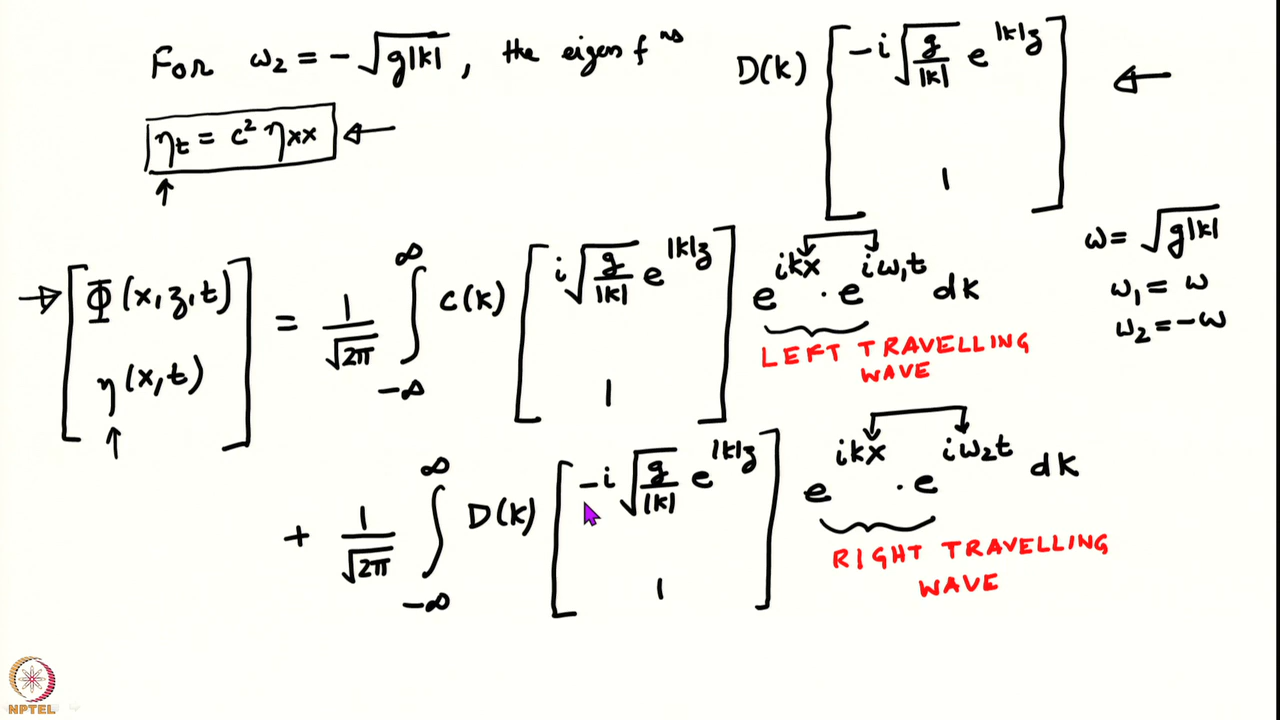 For ω₂ = -√(g|k|), the eigen fⁿˢ D(k) [ -i √(g/|k|) e^{|k|z} 1 ] ←
η_t = c² η_xx ←
ω = √(g|k|)
ω₁ = ω
ω₂ = -ω
[ Φ(x,z,t) η(x,t) ] = 1/√(2π) ∫_{-∞}^{∞} C(k) [ i √(g/|k|) e^{|k|z} 1 ] e^{ikx} · e^{iω₁t} dk
LEFT TRAVELLING
WAVE
+ 1/√(2π) ∫_{-∞}^{∞} D(k) [ -i √(g/|k|) e^{|k|z} 1 ] e^{ikx} · e^{iω₂t} dk
RIGHT TRAVELLING
WAVE
NPTEL